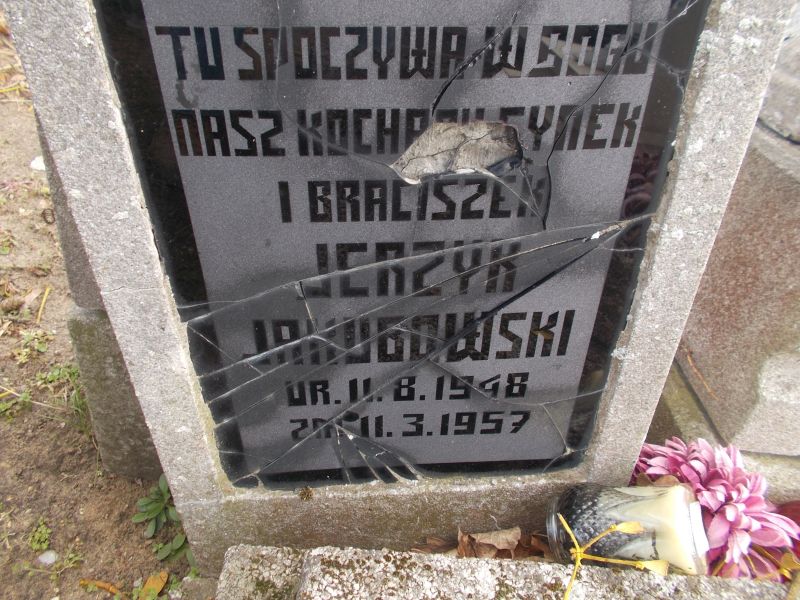 TU SPOCZYWA W BOGU
NASZ KOCHANY SYNEK
I BRACISZEK
JERZYK
JAKUBOWSKI
UR. 11. 8. 1948
ZM. 11. 3. 1957